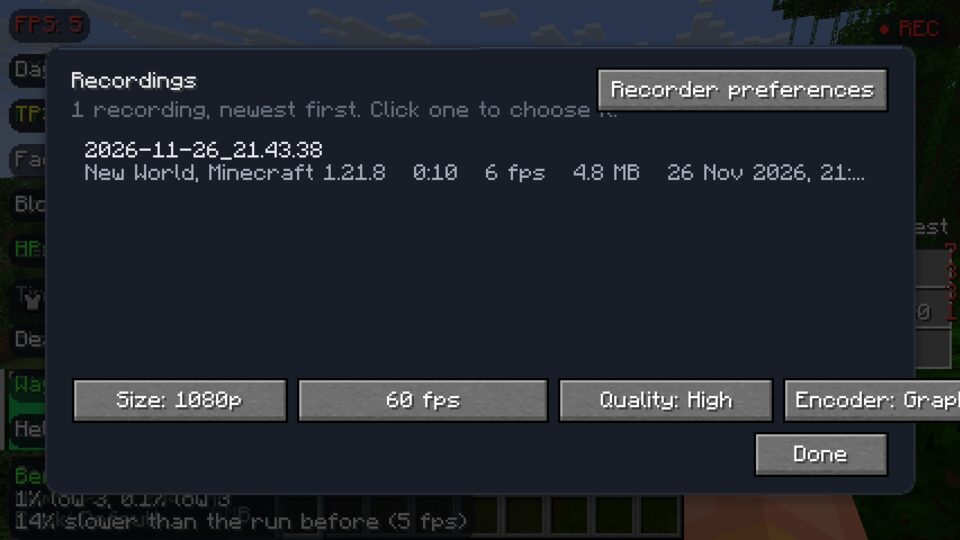 FPS: 5
REC
Recordings
Recorder preferences
1 recording, newest first. Click one to choose
2026-11-26_21.43.38
New World, Minecraft 1.21.8 0:10 6 fps 4.8 MB 26 Nov 2026, 21:...
Size: 1080p
60 fps
Quality: High
Encoder: Grap
Done
1% low 3, 0.1% low 3
14% slower than the run before (5 fps)